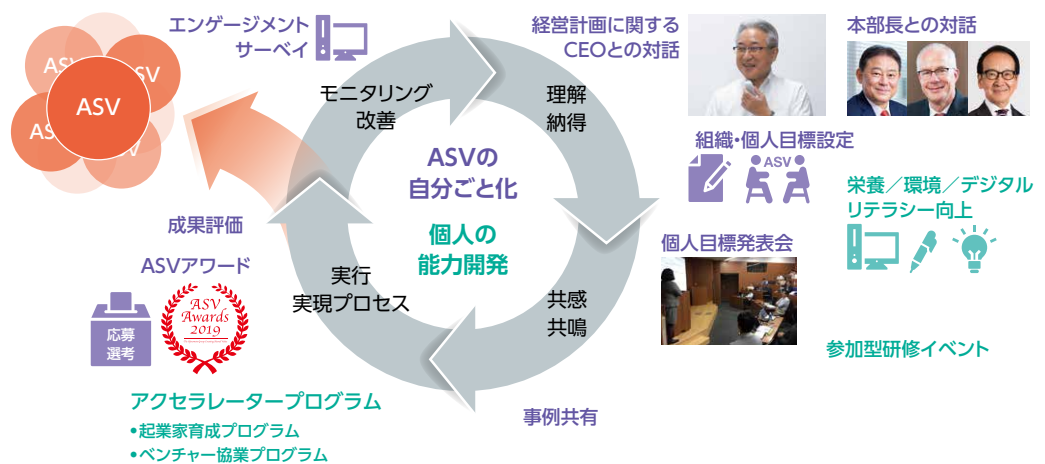 エンゲージメント
サーベイ
経営計画に関する
CEOとの対話
本部長との対話
ASV
ASV
ASV
ASV
ASV
モニタリング
改善
理解
納得
組織・個人目標設定
ASV
ASVの
自分ごと化
個人の
能力開発
栄養／環境／デジタル
リテラシー向上
成果評価
個人目標発表会
ASVアワード
実行
実現プロセス
共感
共鳴
ASV
Awards
2019
応募
選考
参加型研修イベント
アクセラレータープログラム
•起業家育成プログラム
•ベンチャー協業プログラム
事例共有